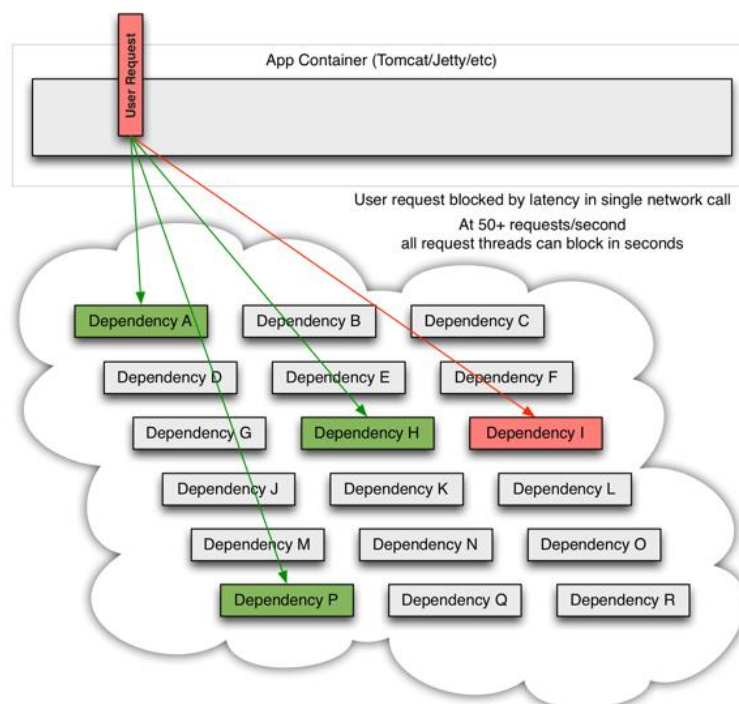 User Request
App Container (Tomcat/Jetty/etc)
User request blocked by latency in single network call
At 50+ requests/second
all request threads can block in seconds
Dependency A
Dependency B
Dependency C
Dependency D
Dependency E
Dependency F
Dependency G
Dependency H
Dependency I
Dependency J
Dependency K
Dependency L
Dependency M
Dependency N
Dependency O
Dependency P
Dependency Q
Dependency R